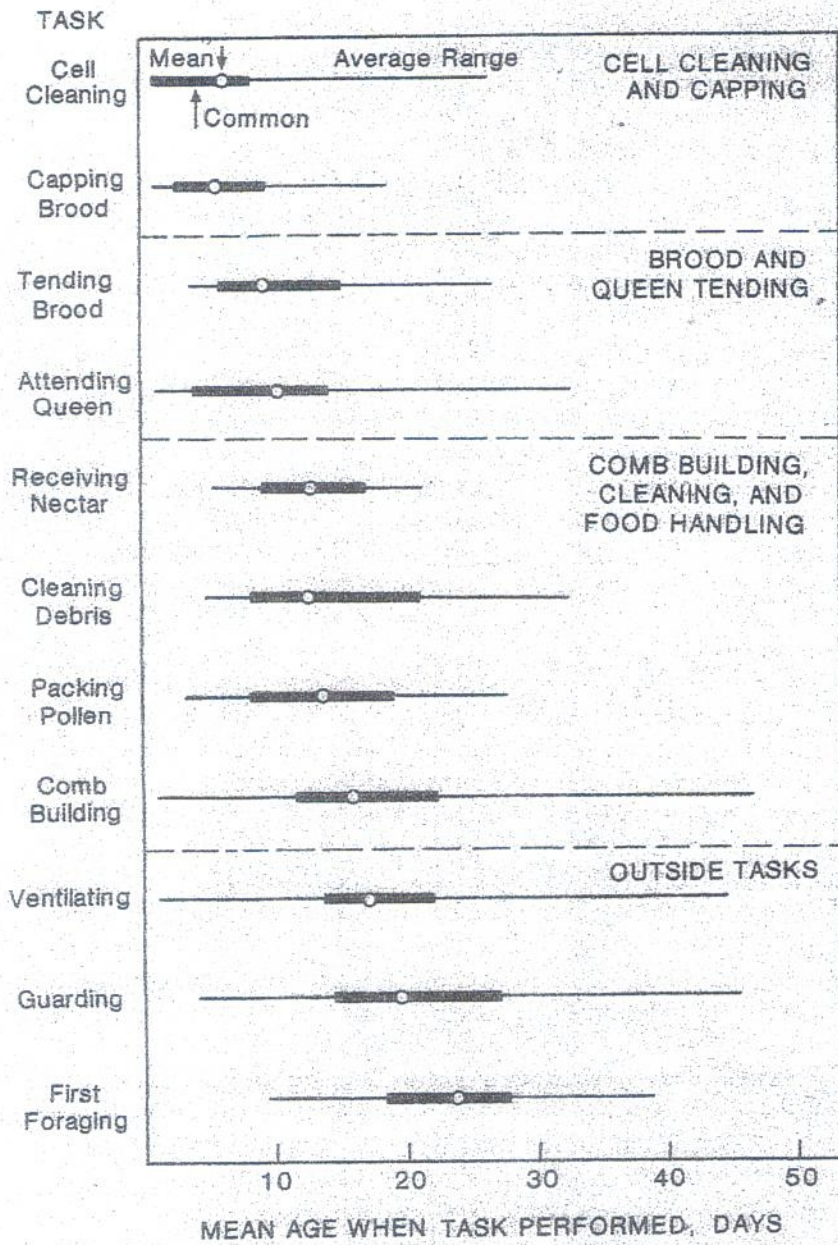 TASK
Mean
Average Range
Common
Cell
Cleaning
CELL CLEANING
AND CAPPING
Capping
Brood
Tending
Brood
BROOD AND
QUEEN TENDING
Attending
Queen
Receiving
Nectar
COMB BUILDING,
CLEANING, AND
FOOD HANDLING
Cleaning
Debris
Packing
Pollen
Comb
Building
OUTSIDE TASKS
Ventilating
Guarding
First
Foraging
10 20 30 40 50
MEAN AGE WHEN TASK PERFORMED, DAYS